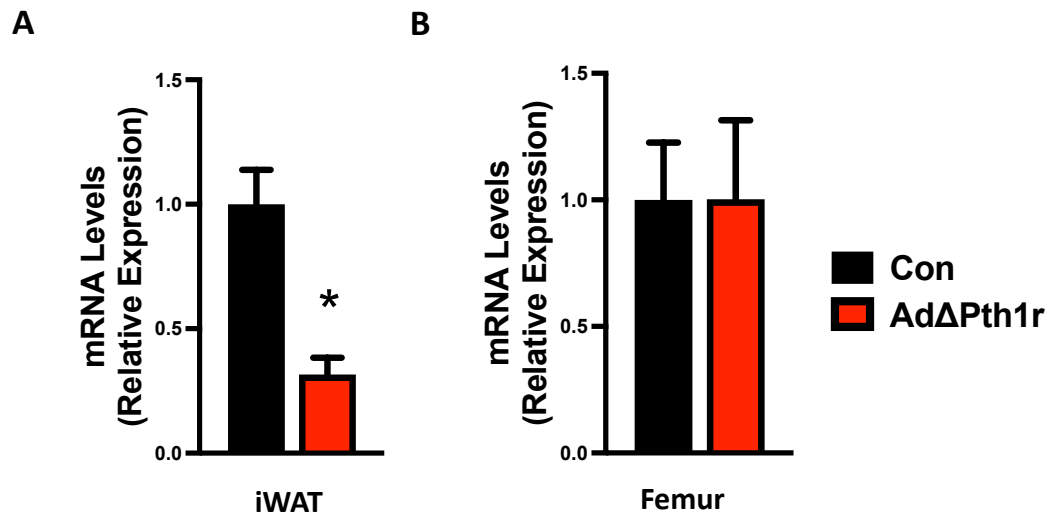 A
mRNA Levels
(Relative Expression)
1.5
1.0
0.5
0.0
*
iWAT
B
mRNA Levels
(Relative Expression)
1.5
1.0
0.5
0.0
Femur
Con
AdΔPth1r